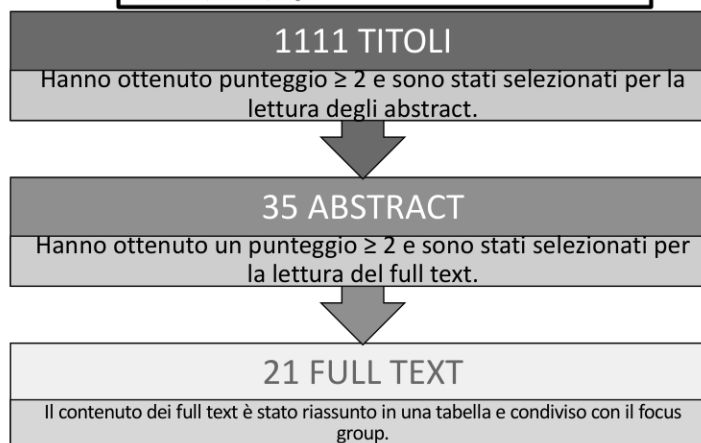 1111 TITOLI
Hanno ottenuto punteggio ≥ 2 e sono stati selezionati per la
lettura degli abstract.
35 ABSTRACT
Hanno ottenuto un punteggio ≥ 2 e sono stati selezionati per
la lettura del full text.
21 FULL TEXT
Il contenuto dei full text è stato riassunto in una tabella e condiviso con il focus
group.